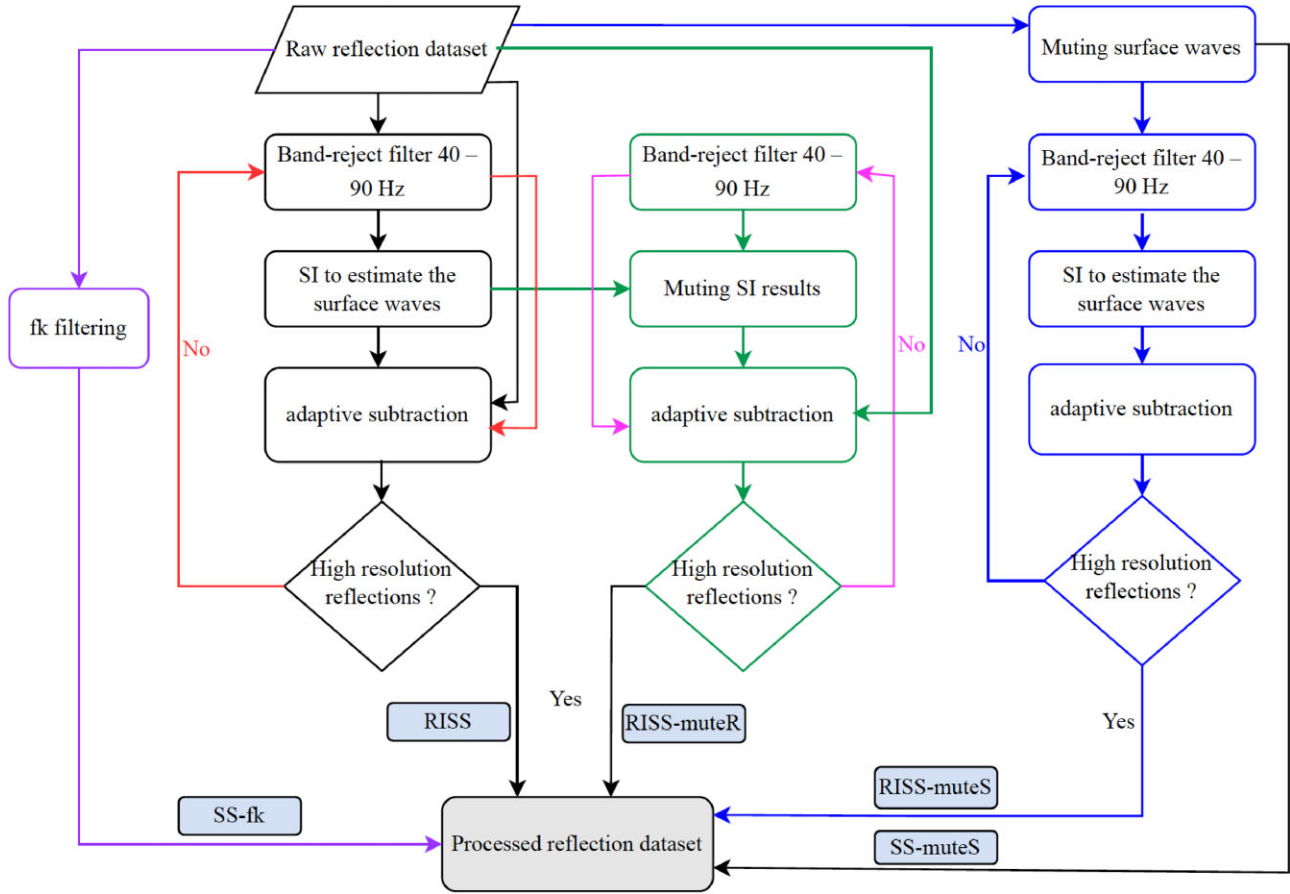 Raw reflection dataset
Muting surface waves
Band-reject filter 40 –
90 Hz
Band-reject filter 40 –
90 Hz
Band-reject filter 40 –
90 Hz
SI to estimate the
surface waves
Muting SI results
SI to estimate the
surface waves
fk filtering
No
No
No
adaptive subtraction
adaptive subtraction
adaptive subtraction
High resolution
reflections ?
High resolution
reflections ?
High resolution
reflections ?
Yes
Yes
RISS
RISS-muteR
RISS-muteS
SS-fk
Processed reflection dataset
SS-muteS